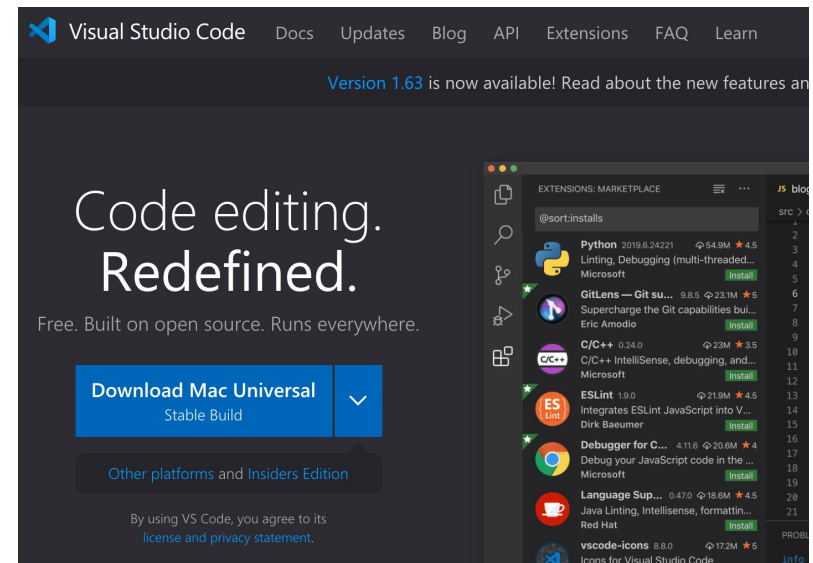 Visual Studio Code Docs Updates Blog API Extensions FAQ Learn
Version 1.63 is now available! Read about the new features an
Code editing.
Redefined.
Free. Built on open source. Runs everywhere.
Download Mac Universal
Stable Build
Other platforms and Insiders Edition
By using VS Code, you agree to its
license and privacy statement.
EXTENSIONS: MARKETPLACE
@sort:installs
Python 2019.6.24221 54.9M ★4.5
Linting, Debugging (multi-threaded...
Microsoft Install
GitLens — Git su... 9.8.5 23.1M ★5
Supercharge the Git capabilities bui...
Eric Amodio Install
C/C++
C/C++ 0.24.0 23M ★3.5
C/C++ IntelliSense, debugging, and...
Microsoft Install
ES
Lint
ESLint 1.9.0 21.9M ★4.5
Integrates ESLint JavaScript into V...
Dirk Baeumer Install
Debugger for C... 4.11.6 20.6M ★4
Debug your JavaScript code in the ...
Microsoft Install
Language Sup... 0.47.0 18.6M ★4.5
Java Linting, Intellisense, formattin...
Red Hat Install
vscode-icons 8.8.0 17.2M ★5
Icons for Visual Studio Code
JS blog
src >
1
2
3
4
5
6
7
8
9
10
11
12
13
14
15
16
17
18
19
20
21
PROBL
info